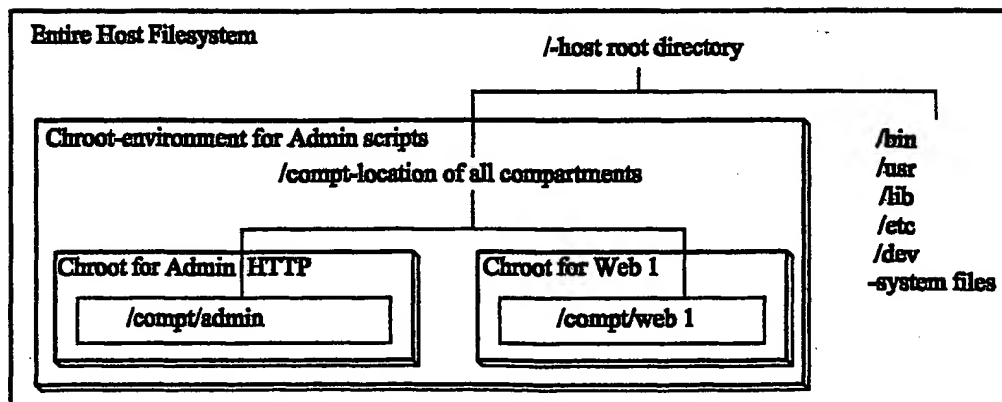 Entire Host Filesystem
/-host root directory
Chroot-environment for Admin scripts
/compt-location of all compartments
/bin
/usr
/lib
/etc
/dev
-system files
Chroot for Admin HTTP
/compt/admin
Chroot for Web 1
/compt/web 1